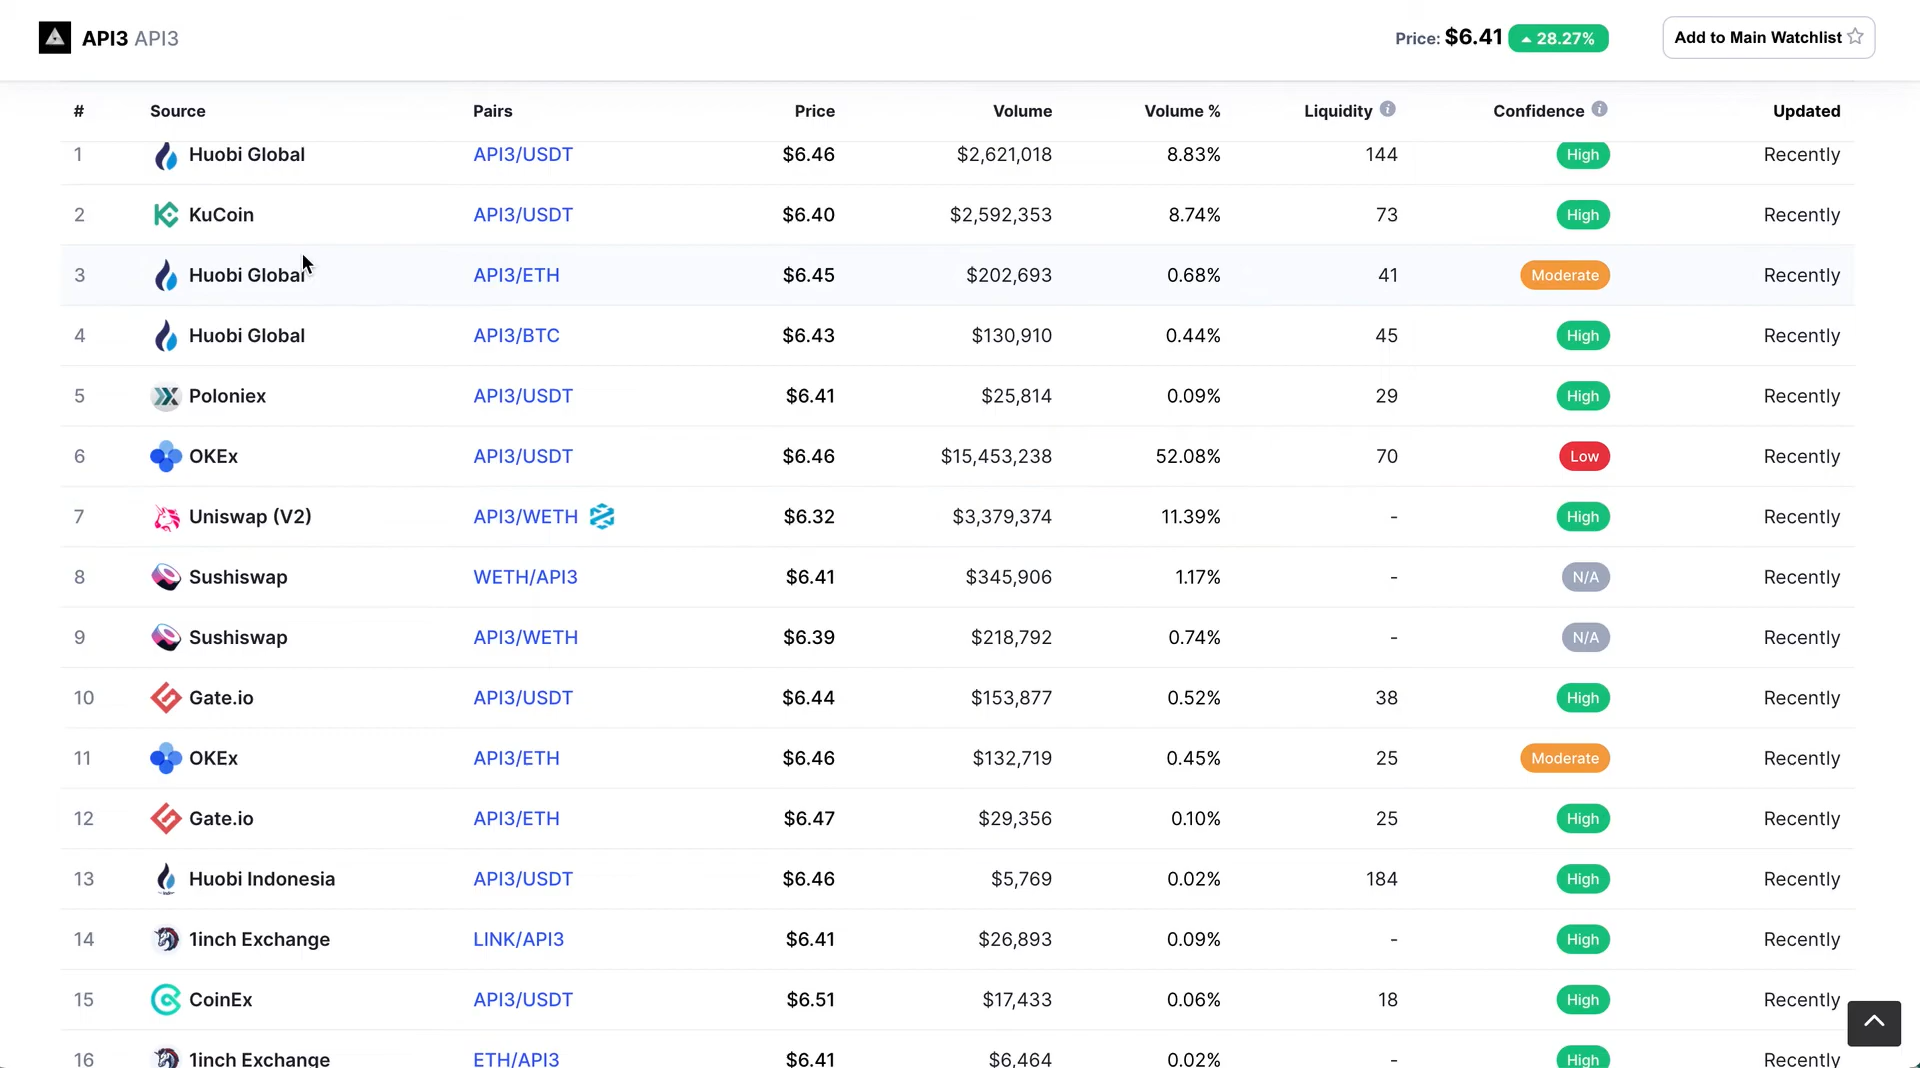 API3 API3 Price: $6.41 28.27% Add to Main Watchlist
# Source Pairs Price Volume Volume % Liquidity Confidence Updated
1 Huobi Global API3/USDT $6.46 $2,621,018 8.83% 144 High Recently
2 KuCoin API3/USDT $6.40 $2,592,353 8.74% 73 High Recently
3 Huobi Global API3/ETH $6.45 $202,693 0.68% 41 Moderate Recently
4 Huobi Global API3/BTC $6.43 $130,910 0.44% 45 High Recently
5 Poloniex API3/USDT $6.41 $25,814 0.09% 29 High Recently
6 OKEx API3/USDT $6.46 $15,453,238 52.08% 70 Low Recently
7 Uniswap (V2) API3/WETH $6.32 $3,379,374 11.39% - High Recently
8 Sushiswap WETH/API3 $6.41 $345,906 1.17% - N/A Recently
9 Sushiswap API3/WETH $6.39 $218,792 0.74% - N/A Recently
10 Gate.io API3/USDT $6.44 $153,877 0.52% 38 High Recently
11 OKEx API3/ETH $6.46 $132,719 0.45% 25 Moderate Recently
12 Gate.io API3/ETH $6.47 $29,356 0.10% 25 High Recently
13 Huobi Indonesia API3/USDT $6.46 $5,769 0.02% 184 High Recently
14 1inch Exchange LINK/API3 $6.41 $26,893 0.09% - High Recently
15 CoinEx API3/USDT $6.51 $17,433 0.06% 18 High Recently
16 1inch Exchange ETH/API3 $6.41 $6,464 0.02% - High Recently